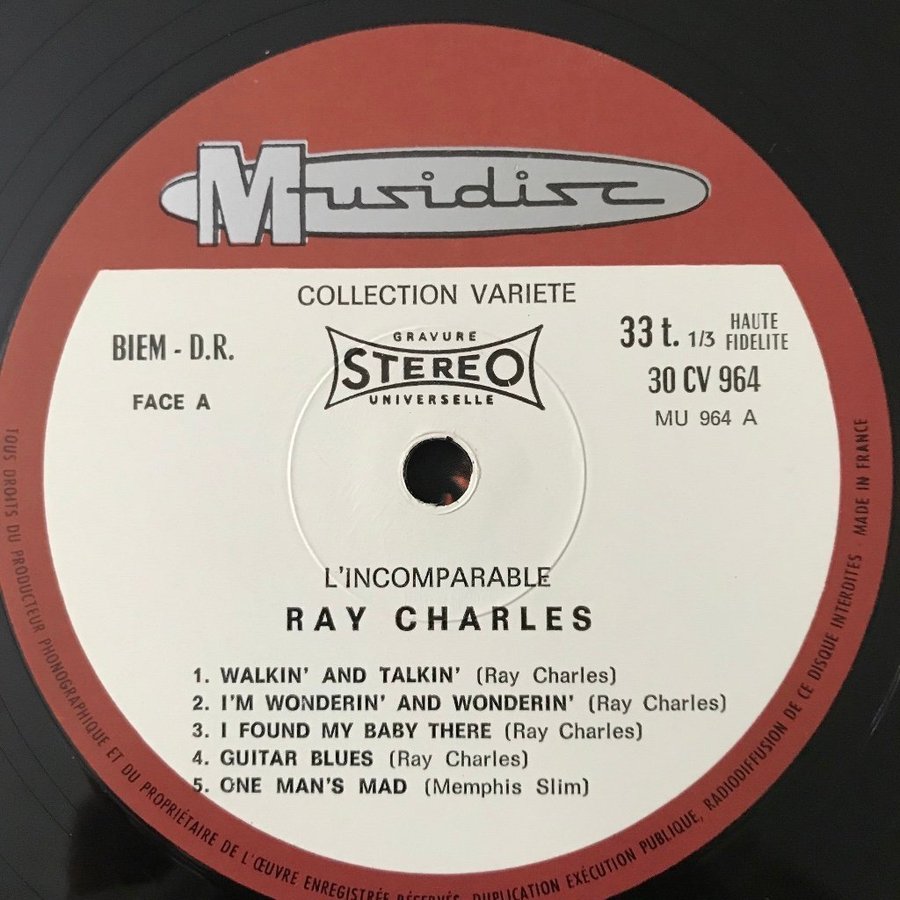 Musidisc
COLLECTION VARIETE
BIEM - D.R.
FACE A
GRAVURE
STEREO
UNIVERSELLE
33 t. 1/3 HAUTE FIDELITE
30 CV 964
MU 964 A
L'INCOMPARABLE
RAY CHARLES
1. WALKIN' AND TALKIN' (Ray Charles)
2. I'M WONDERIN' AND WONDERIN' (Ray Charles)
3. I FOUND MY BABY THERE (Ray Charles)
4. GUITAR BLUES (Ray Charles)
5. ONE MAN'S MAD (Memphis Slim)
TOUS DROITS DU PRODUCTEUR PHONOGRAPHIQUE ET DU PROPRIÉTAIRE DE L'ŒUVRE ENREGISTRÉE RÉSERVÉS. DUPLICATION EXÉCUTION PUBLIQUE, RADIODIFFUSION DE CE DISQUE INTERDITES - MADE IN FRANCE